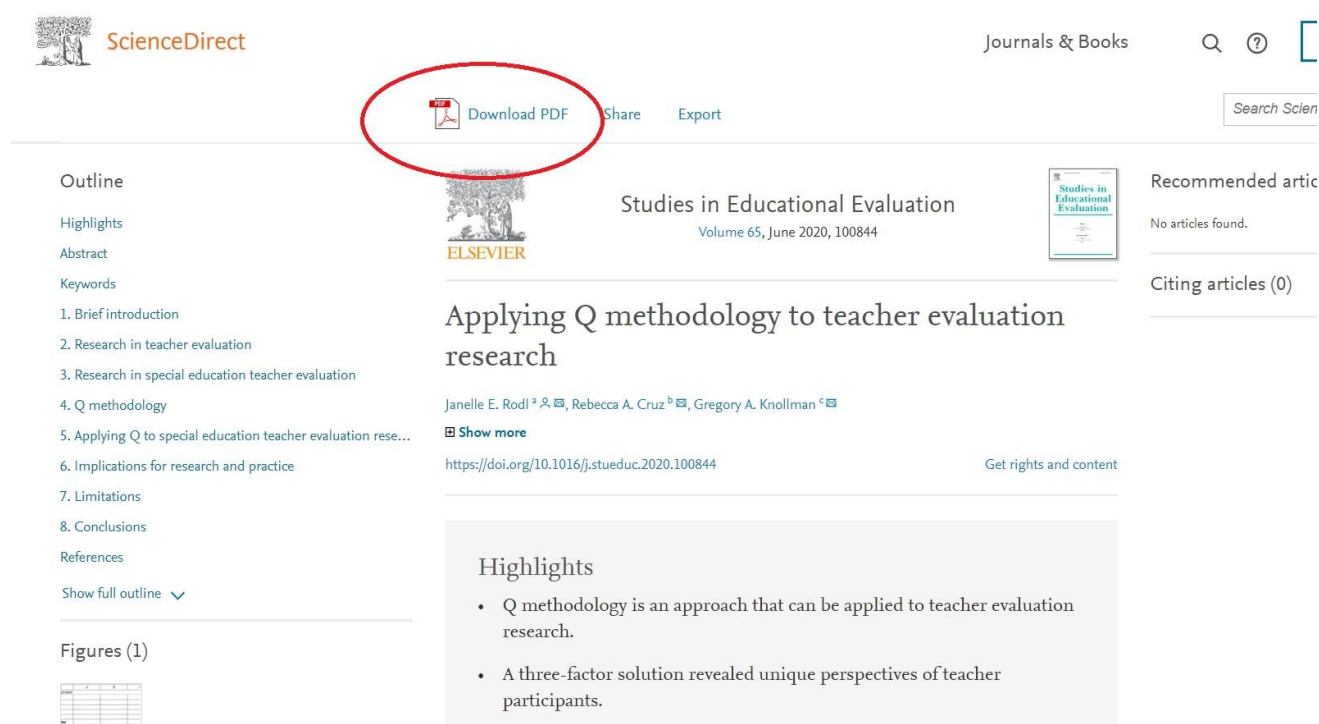 ScienceDirect
Journals & Books
PDF
Download PDF
Share
Export
Search Scien
Outline
Highlights
Abstract
Keywords
1. Brief introduction
2. Research in teacher evaluation
3. Research in special education teacher evaluation
4. Q methodology
5. Applying Q to special education teacher evaluation rese...
6. Implications for research and practice
7. Limitations
8. Conclusions
References
Show full outline
Figures (1)
ELSEVIER
Studies in Educational Evaluation
Volume 65, June 2020, 100844
Studies in
Educational
Evaluation
Applying Q methodology to teacher evaluation
research
Janelle E. Rodl a, Rebecca A. Cruz b, Gregory A. Knollman c
Show more
https://doi.org/10.1016/j.stueduc.2020.100844
Get rights and content
Highlights
• Q methodology is an approach that can be applied to teacher evaluation
research.
• A three-factor solution revealed unique perspectives of teacher
participants.
Recommended artic
No articles found.
Citing articles (0)